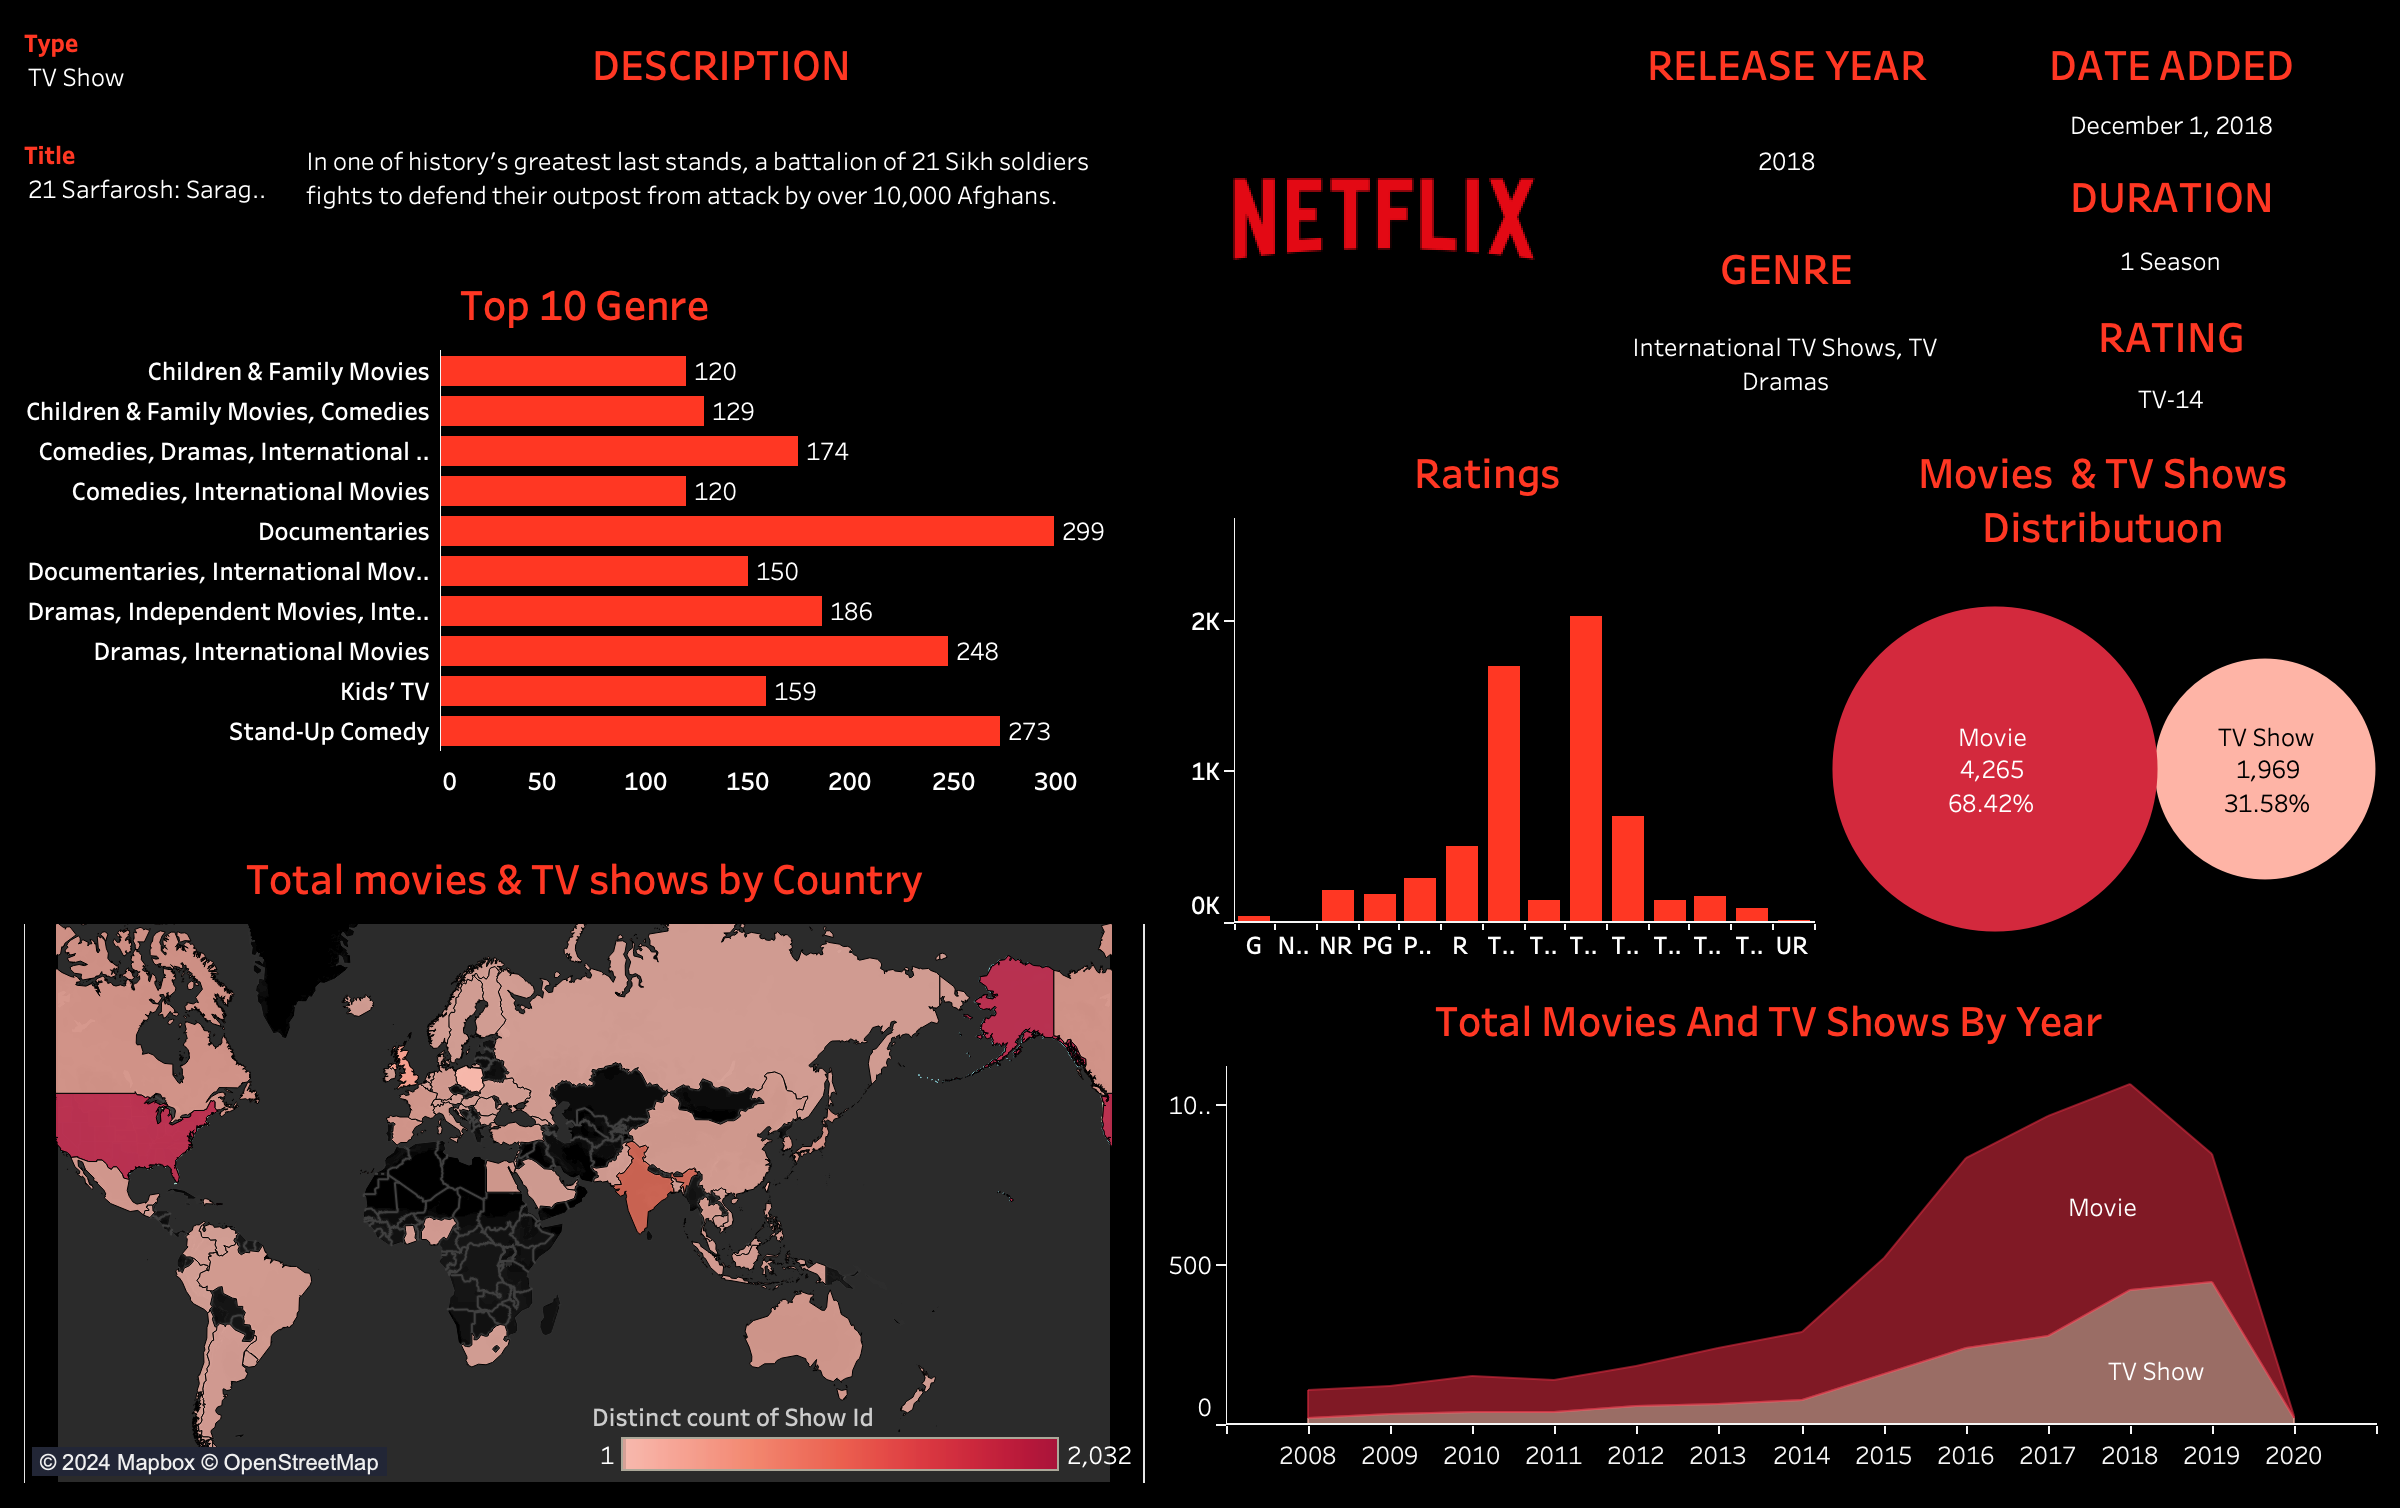 Type
TV Show
Title
21 Sarfarosh: Sarag..
DESCRIPTION
In one of history's greatest last stands, a battalion of 21 Sikh soldiers
fights to defend their outpost from attack by over 10,000 Afghans.
NETFLIX
RELEASE YEAR
2018
GENRE
International TV Shows, TV
Dramas
DATE ADDED
December 1, 2018
DURATION
1 Season
RATING
TV-14
Top 10 Genre
Children & Family Movies 120
Children & Family Movies, Comedies 129
Comedies, Dramas, International .. 174
Comedies, International Movies 120
Documentaries 299
Documentaries, International Mov.. 150
Dramas, Independent Movies, Inte.. 186
Dramas, International Movies 248
Kids' TV 159
Stand-Up Comedy 273
0 50 100 150 200 250 300
Ratings
2K
1K
0K
G N.. NR PG P.. R T.. T.. T.. T.. T.. T.. T.. UR
Movies & TV Shows
Distributuon
Movie
4,265
68.42%
TV Show
1,969
31.58%
Total movies & TV shows by Country
Distinct count of Show Id
1 2,032
© 2024 Mapbox © OpenStreetMap
Total Movies And TV Shows By Year
10..
500
0
Movie
TV Show
2008 2009 2010 2011 2012 2013 2014 2015 2016 2017 2018 2019 2020